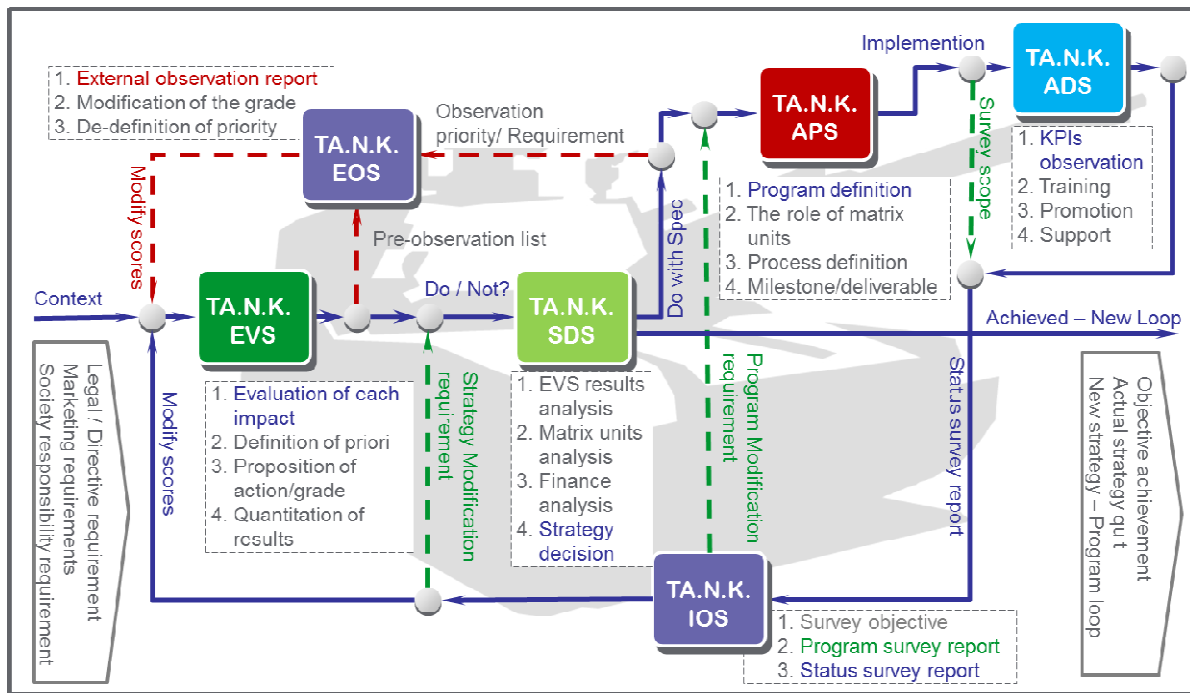 Implemention
TA.N.K.
ADS
1. External observation report
2. Modification of the grade
3. De-definition of priority
Observation
priority/ Requirement
TA.N.K.
EOS
TA.N.K.
APS
Survey scope
1. KPIs
observation
2. Training
3. Promotion
4. Support
Modify scores
Pre-observation list
Do with Spec
1. Program definition
2. The role of matrix
units
3. Process definition
4. Milestone/deliverable
Context
TA.N.K.
EVS
Do / Not?
TA.N.K.
SDS
Achieved – New Loop
Legal / Directive requirement
Marketing requirements
Society responsibility requirement
Modify scores
1. Evaluation of cach
impact
2. Definition of priori
3. Proposition of
action/grade
4. Quantitation of
results
Strategy Modification
requirement
1. EVS results
analysis
2. Matrix units
analysis
3. Finance
analysis
4. Strategy
decision
Program Modification
requirement
Status survey report
Objective achievement
Actual strategy qu t
New strategy – Program loop
TA.N.K.
IOS
1. Survey objective
2. Program survey report
3. Status survey report